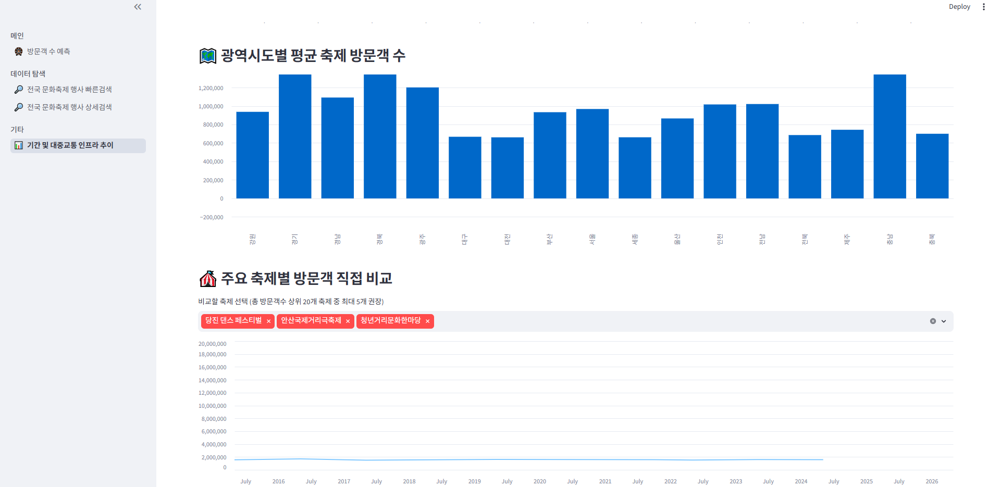 Deploy
메인
방문객 수 예측
데이터 탐색
전국 문화축제 행사 빠른검색
전국 문화축제 행사 상세검색
기타
기간 및 대중교통 인프라 추이
광역시도별 평균 축제 방문객 수
1,200,000
1,000,000
800,000
600,000
400,000
200,000
0
−200,000
강원 경기 경남 경북 광주 대구 대전 부산 서울 세종 울산 인천 전남 전북 제주 충남 충북
주요 축제별 방문객 직접 비교
비교할 축제 선택 (총 방문객수 상위 20개 축제 중 최대 5개 권장)
당진 댄스 페스티벌 × 안산국제거리극축제 × 청년거리문화한마당 ×
20,000,000
18,000,000
16,000,000
14,000,000
12,000,000
10,000,000
8,000,000
6,000,000
4,000,000
2,000,000
0
July 2016 July 2017 July 2018 July 2019 July 2020 July 2021 July 2022 July 2023 July 2024 July 2025 July 2026